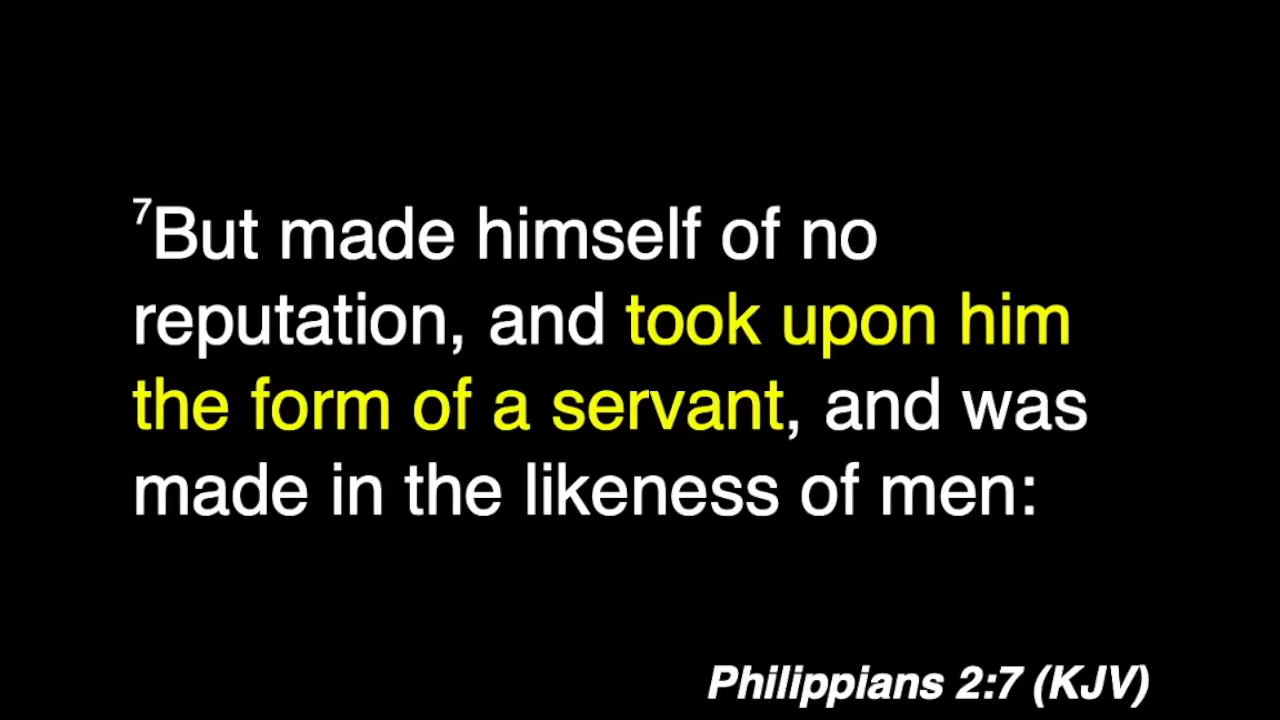 7But made himself of no
reputation, and took upon him
the form of a servant, and was
made in the likeness of men:
Philippians 2:7 (KJV)